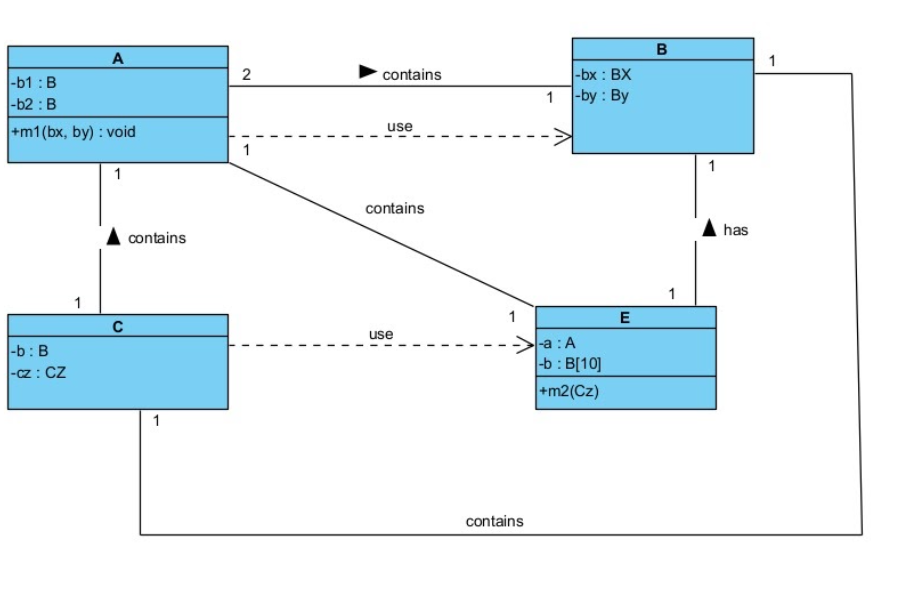 A
-b1 : B
-b2 : B
+m1(bx, by) : void
2
contains
1
B
-bx : BX
-by : By
1
use
1
contains
1
1
contains
1
has
1
1
1
C
-b : B
-cz : CZ
use
E
-a : A
-b : B[10]
+m2(Cz)
1
contains